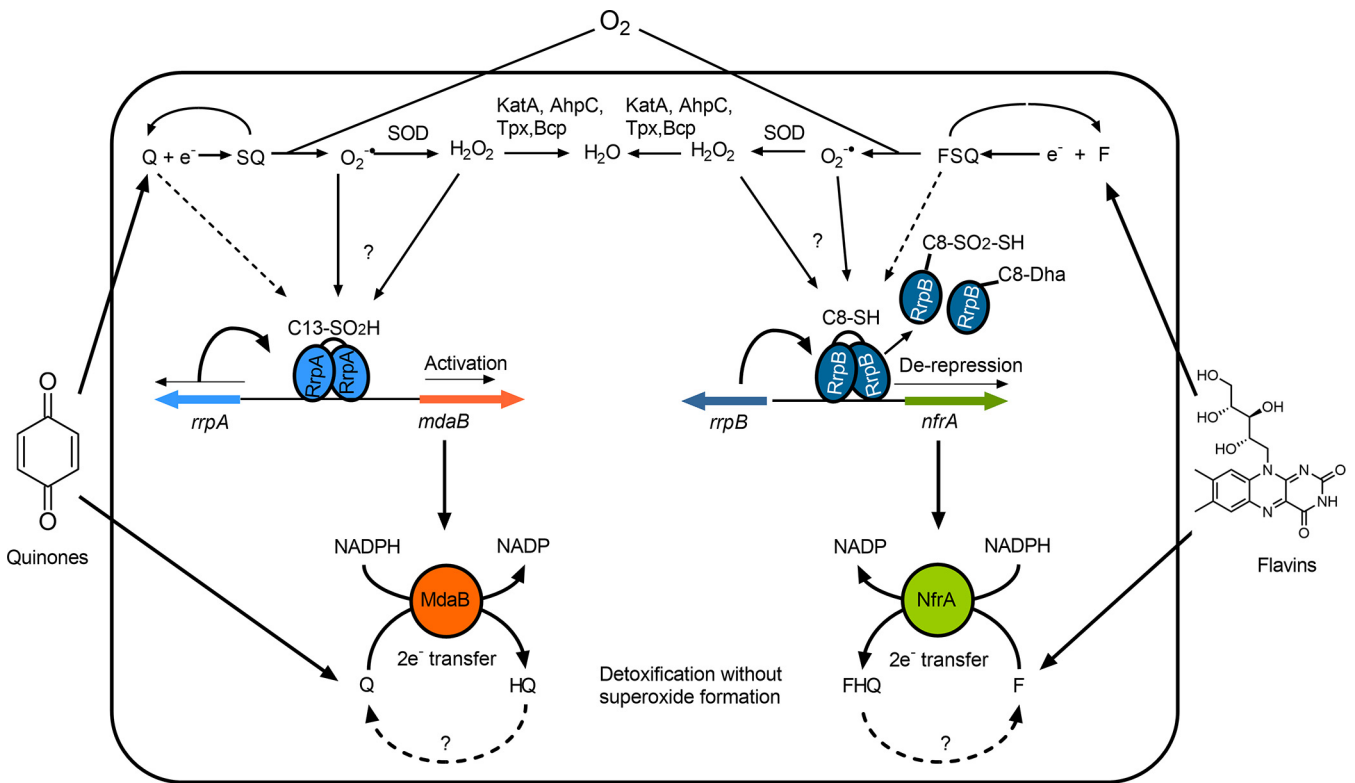 O2
KatA, AhpC,
Tpx,Bcp
KatA, AhpC,
Tpx,Bcp
Q + e- SQ O2-• SOD H2O2 H2O H2O2 SOD O2-• FSQ e- + F
?
?
C8-SO2-SH
C8-Dha
RrpB
RrpB
C13-SO2H
C8-SH
RrpA
RrpA
Activation
RrpB
RrpB
De-repression
rrpA
mdaB
rrpB
nfrA
O
O
Quinones
HO
HO
OH
OH
HO
N
N
O
NH
N
O
Flavins
NADPH
NADP
NADP
NADPH
MdaB
NfrA
2e- transfer
2e- transfer
Q
HQ
Detoxification without
superoxide formation
FHQ
F
?
?